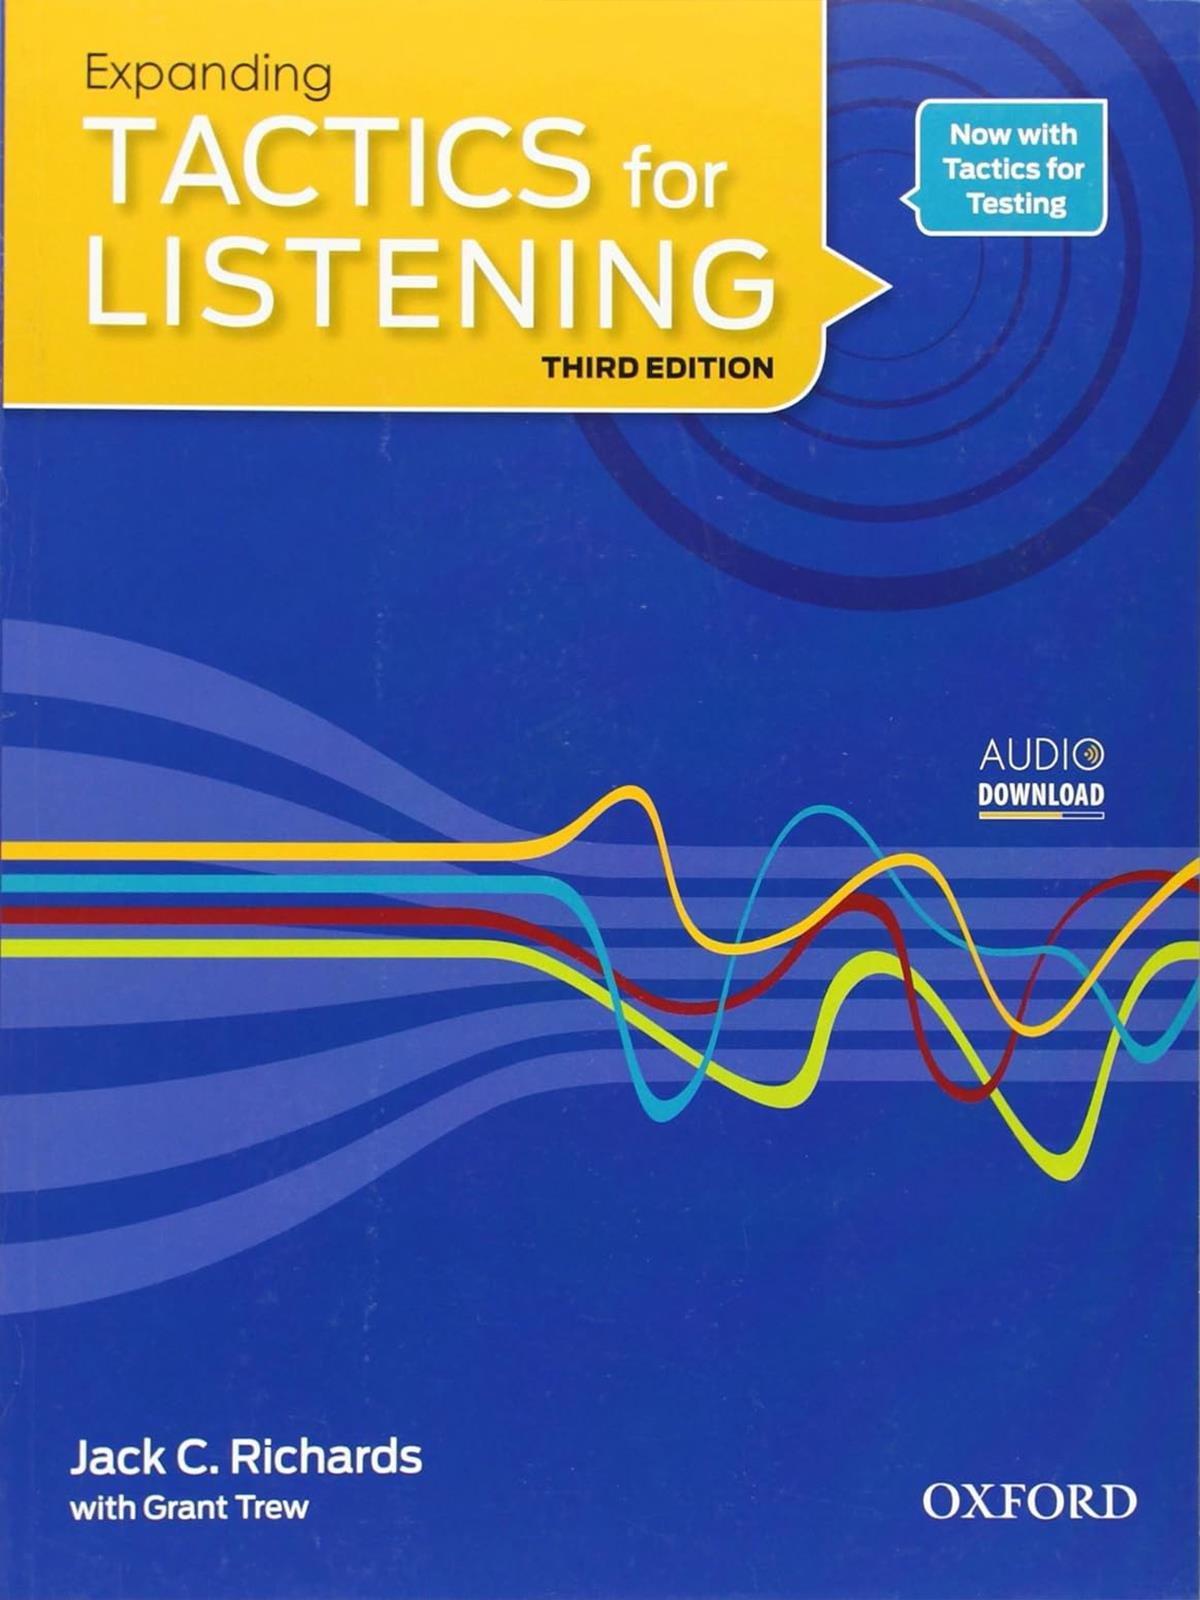 Expanding
TACTICS for
LISTENING
THIRD EDITION
Now with
Tactics for
Testing
AUDIO
DOWNLOAD
Jack C. Richards
with Grant Trew
OXFORD